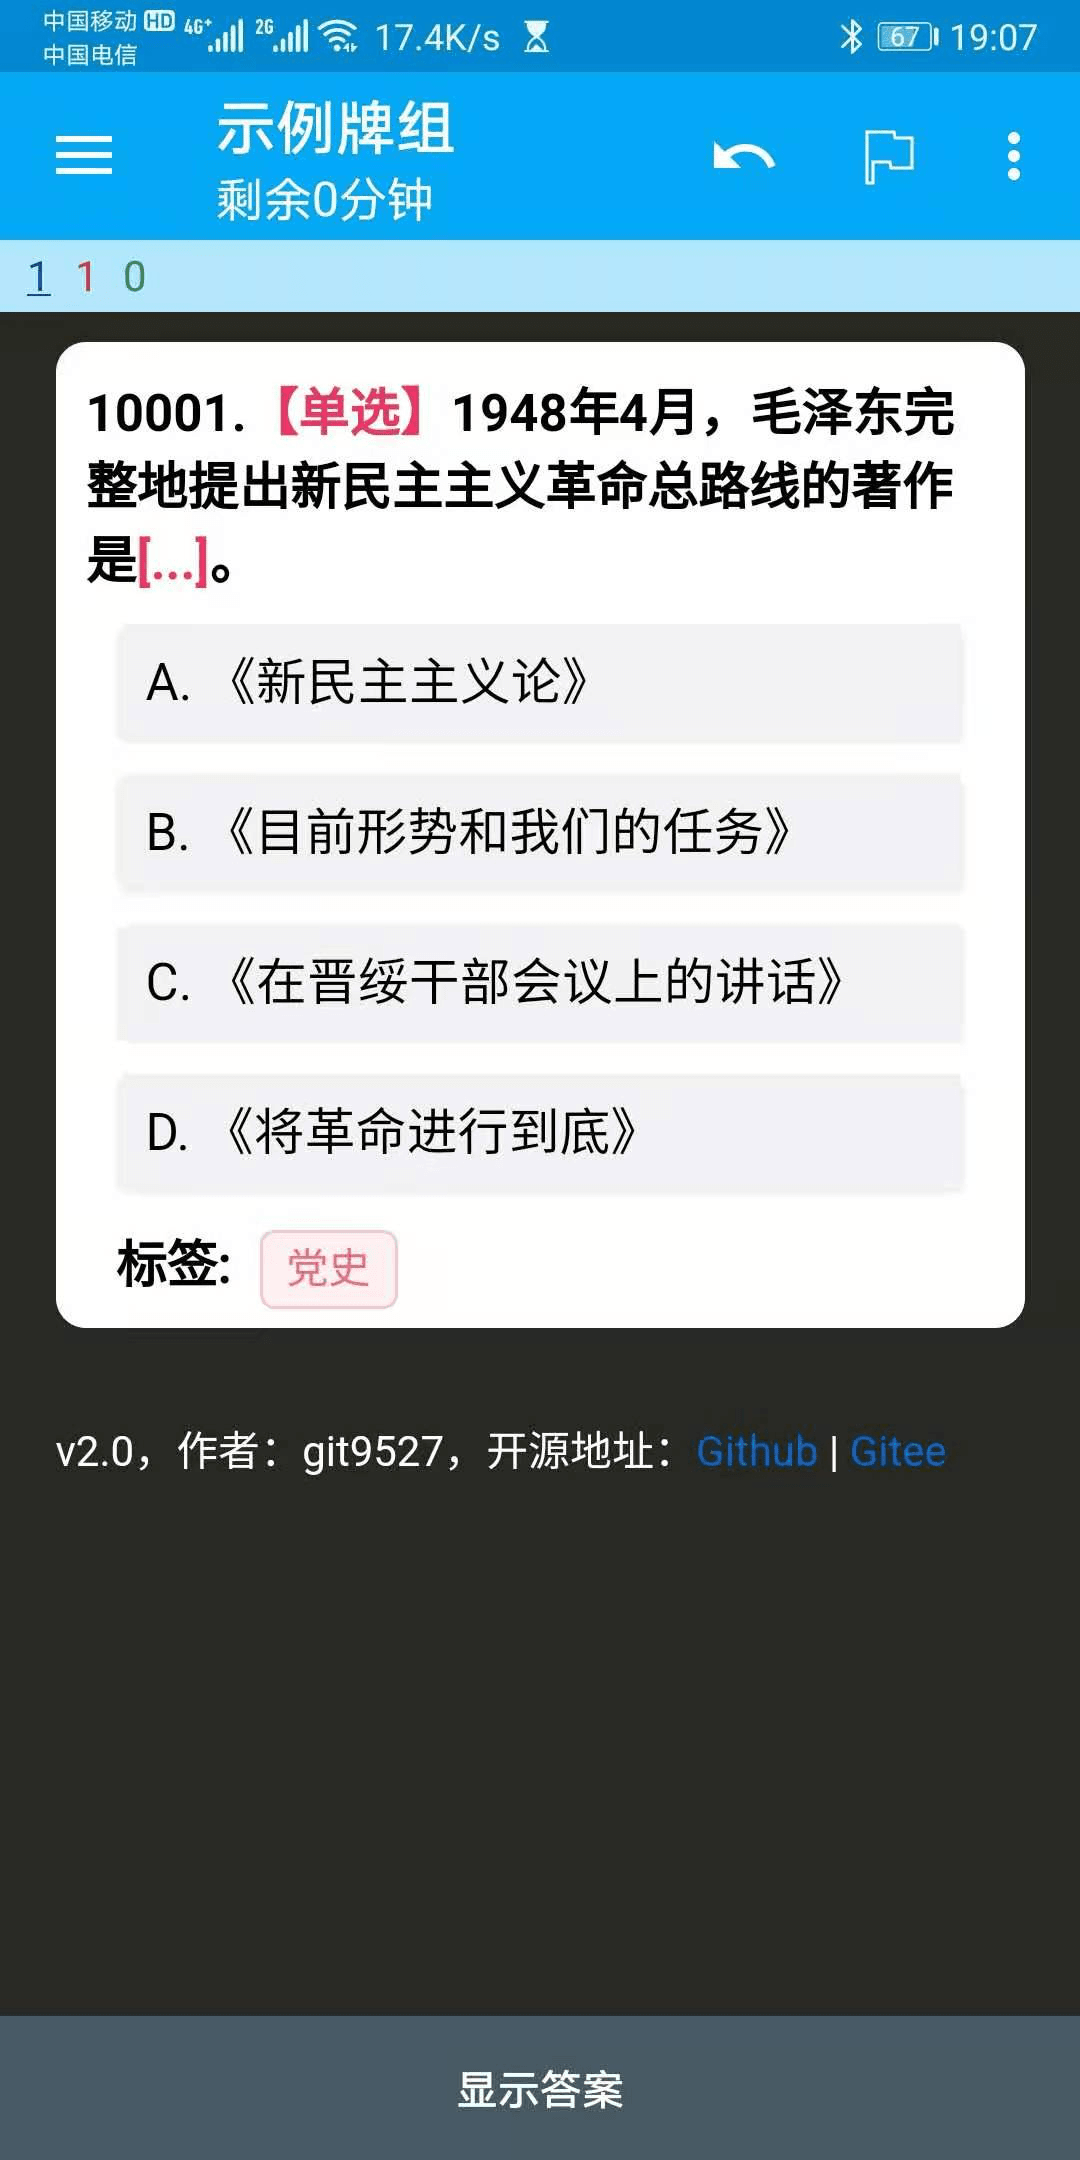 中国移动 HD 4G+ 2G 17.4K/s 67 19:07
中国电信
示例牌组
剩余0分钟
1 1 0
10001.【单选】1948年4月，毛泽东完
整地提出新民主主义革命总路线的著作
是[...]。
A. 《新民主主义论》
B. 《目前形势和我们的任务》
C. 《在晋绥干部会议上的讲话》
D. 《将革命进行到底》
标签: 党史
v2.0，作者：git9527，开源地址：Github | Gitee
显示答案